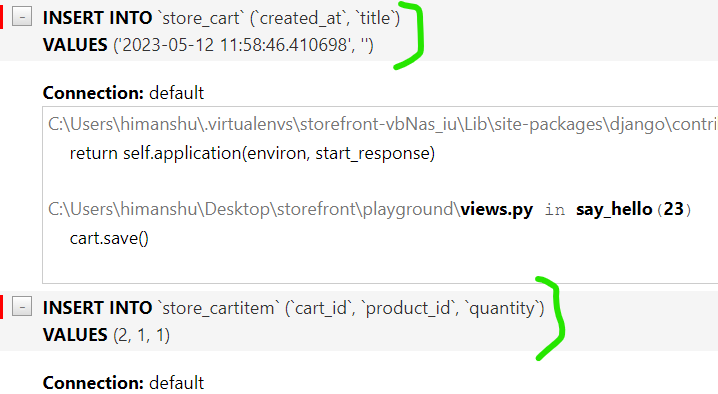 INSERT INTO `store_cart` (`created_at`, `title`)
VALUES ('2023-05-12 11:58:46.410698', '')
Connection: default
C:\Users\himanshu\.virtualenvs\storefront-vbNas_iu\Lib\site-packages\django\contri
return self.application(environ, start_response)
C:\Users\himanshu\Desktop\storefront\playground\views.py in say_hello(23)
cart.save()
INSERT INTO `store_cartitem` (`cart_id`, `product_id`, `quantity`)
VALUES (2, 1, 1)
Connection: default